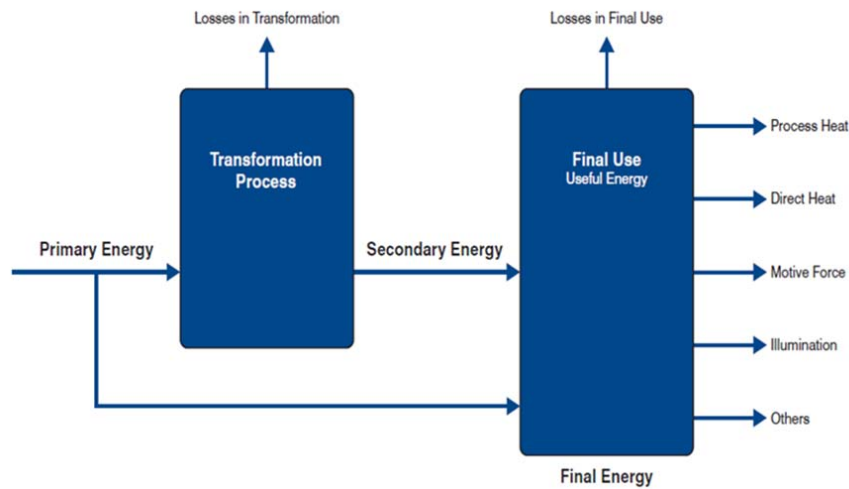 Losses in Transformation
Losses in Final Use
Transformation
Process
Final Use
Useful Energy
Process Heat
Direct Heat
Primary Energy
Secondary Energy
Motive Force
Illumination
Others
Final Energy